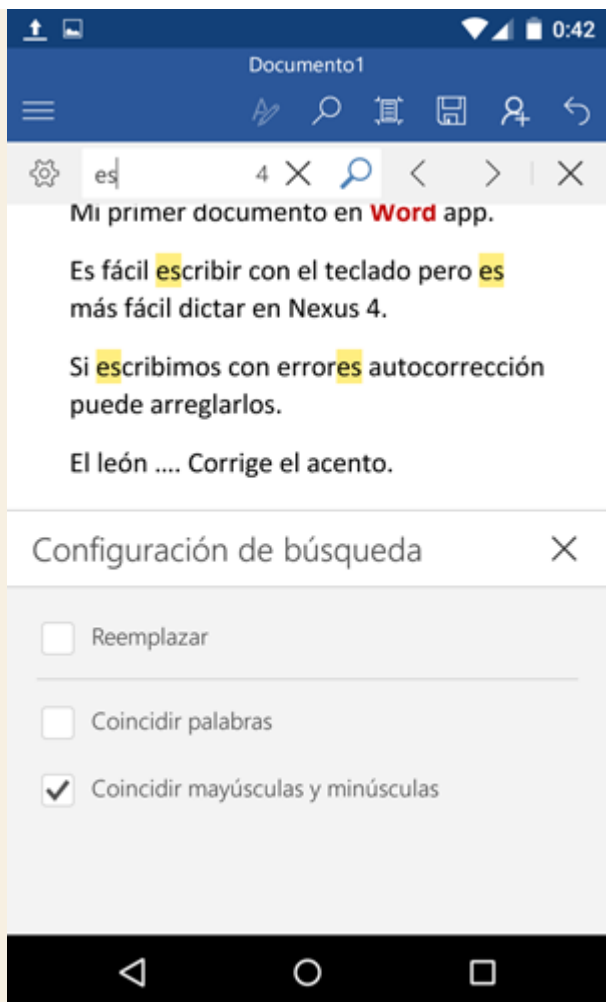 0:42
Documento1
es 4
Mi primer documento en Word app.
Es fácil escribir con el teclado pero es
más fácil dictar en Nexus 4.
Si escribimos con errores autocorrección
puede arreglarlos.
El león .... Corrige el acento.
Configuración de búsqueda
Reemplazar
Coincidir palabras
Coincidir mayúsculas y minúsculas